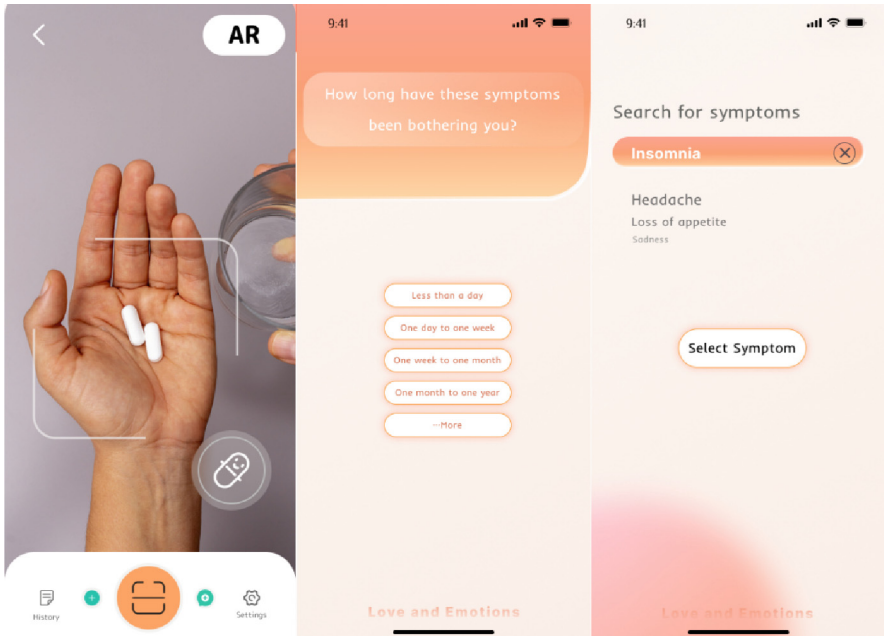 AR
History
Settings
9:41
How long have these symptoms
been bothering you?
Less than a day
One day to one week
One week to one month
One month to one year
···More
Love and Emotions
9:41
Search for symptoms
Insomnia
Headache
Loss of appetite
Sadness
Select Symptom
Love and Emotions